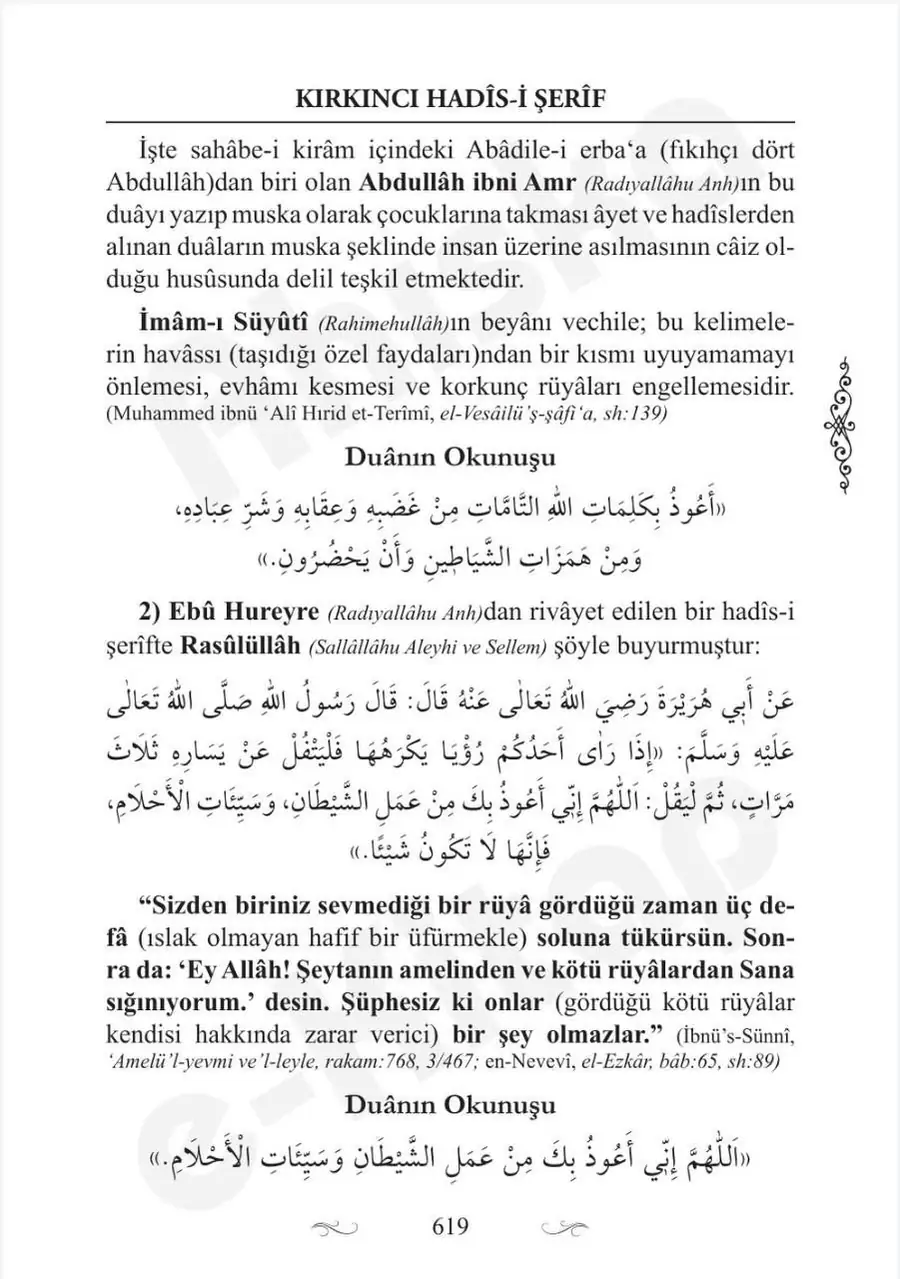 KIRKINCI HADÎS-İ ŞERÎF
İşte sahâbe-i kirâm içindeki Abâdile-i erba‘a (fıkıhçı dört
Abdullâh)dan biri olan Abdullâh ibni Amr (Radıyallâhu Anh)ın bu
duâyı yazıp muska olarak çocuklarına takması âyet ve hadîslerden
alınan duâların muska şeklinde insan üzerine asılmasının câiz ol-
duğu husûsunda delil teşkil etmektedir.
İmâm-ı Süyûtî (Rahimehullâh)ın beyânı vechile; bu kelimele-
rin havâssı (taşıdığı özel faydaları)ndan bir kısmı uyuyamamayı
önlemesi, evhâmı kesmesi ve korkunç rüyâları engellemesidir.
(Muhammed ibnü ‘Alî Hırid et-Terîmî, el-Vesâilü’ş-şâfi‘a, sh:139)
Duânın Okunuşu
«أَعُوذُ بِكَلِمَاتِ اللهِ التَّامَّاتِ مِنْ غَضَبِهِ وَعِقَابِهِ وَشَرِّ عِبَادِهِ،
وَمِنْ هَمَزَاتِ الشَّيَاطِينِ وَأَنْ يَحْضُرُونِ.»
2) Ebû Hureyre (Radıyallâhu Anh)dan rivâyet edilen bir hadîs-i
şerîfte Rasûlüllâh (Sallâllâhu Aleyhi ve Sellem) şöyle buyurmuştur:
عَنْ أَبِي هُرَيْرَةَ رَضِيَ اللهُ تَعَالٰى عَنْهُ قَالَ: قَالَ رَسُولُ اللهِ صَلَّى اللهُ تَعَالٰى
عَلَيْهِ وَسَلَّمَ: «إِذَا رَاٰى أَحَدُكُمْ رُؤْيَا يَكْرَهُهَا فَلْيَتْفُلْ عَنْ يَسَارِهِ ثَلَاثَ
مَرَّاتٍ، ثُمَّ لْيَقُلْ: اَللّٰهُمَّ إِنِّي أَعُوذُ بِكَ مِنْ عَمَلِ الشَّيْطَانِ، وَسَيِّئَاتِ الْأَحْلَامِ،
فَإِنَّهَا لَا تَكُونُ شَيْئًا.»
“Sizden biriniz sevmediği bir rüyâ gördüğü zaman üç de-
fâ (ıslak olmayan hafif bir üfürmekle) soluna tükürsün. Son-
ra da: ‘Ey Allâh! Şeytanın amelinden ve kötü rüyâlardan Sana
sığınıyorum.’ desin. Şüphesiz ki onlar (gördüğü kötü rüyâlar
kendisi hakkında zarar verici) bir şey olmazlar.” (İbnü’s-Sünnî,
‘Amelü’l-yevmi ve’l-leyle, rakam:768, 3/467; en-Nevevî, el-Ezkâr, bâb:65, sh:89)
Duânın Okunuşu
«اَللّٰهُمَّ إِنِّي أَعُوذُ بِكَ مِنْ عَمَلِ الشَّيْطَانِ وَسَيِّئَاتِ الْأَحْلَامِ.»
619